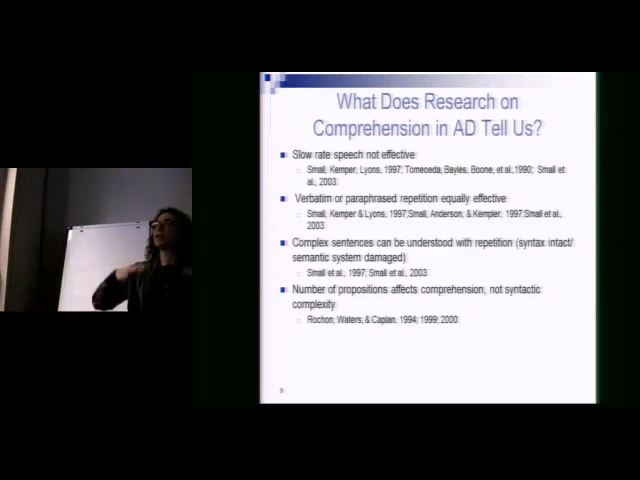 What Does Research on
Comprehension in AD Tell Us?
Slow rate speech not effective
Small, Kemper, Lyons, 1997; Tomeoeda, Bayles, Boone, et al.,1990; Small et
al., 2003.
Verbatim or paraphrased repetition equally effective
Small, Kemper & Lyons, 1997;Small, Anderson, & Kempler, 1997;Small et al.,
2003
Complex sentences can be understood with repetition (syntax intact/
semantic system damaged)
Small et al., 1997; Small et al., 2003
Number of propositions affects comprehension, not syntactic
complexity
Rochon, Waters, & Caplan, 1994; 1999; 2000
9